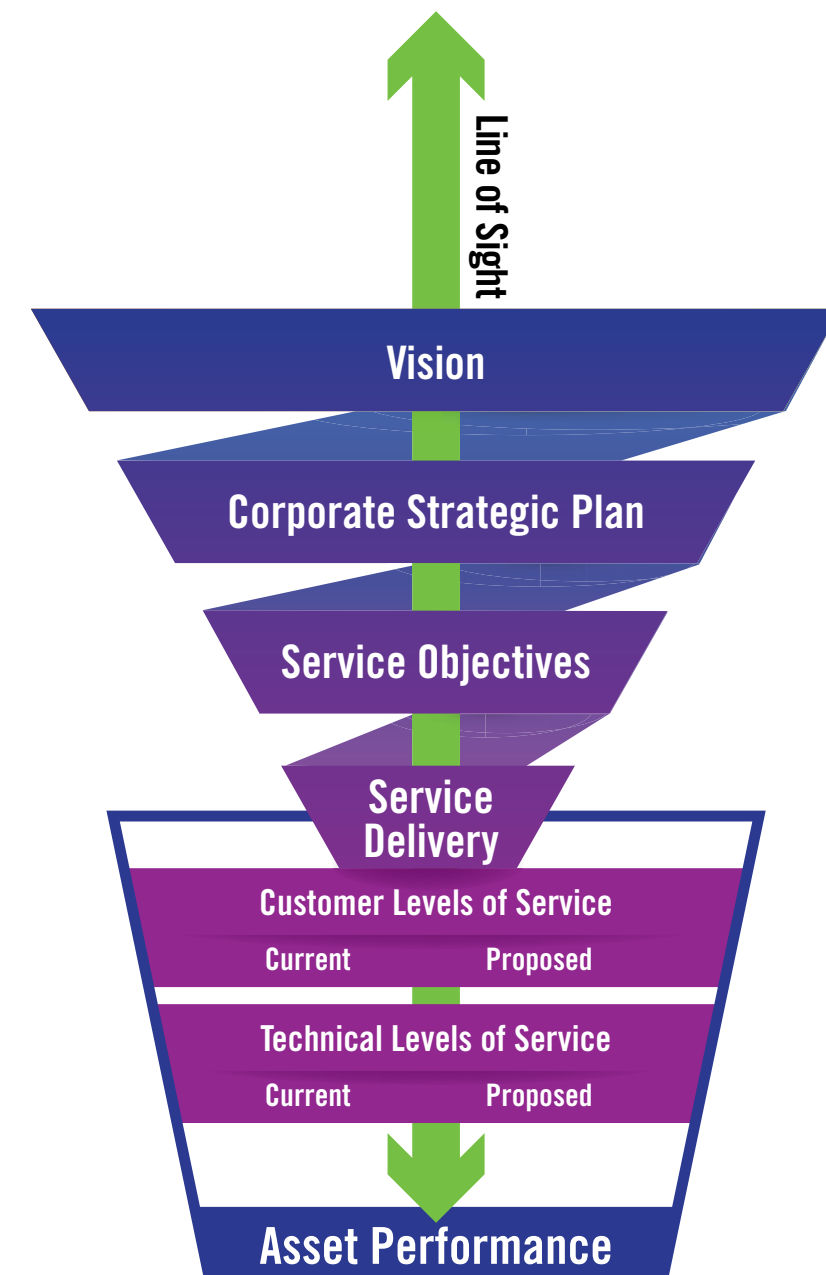 Line of Sight
Vision
Corporate Strategic Plan
Service Objectives
Service
Delivery
Customer Levels of Service
Current Proposed
Technical Levels of Service
Current Proposed
Asset Performance